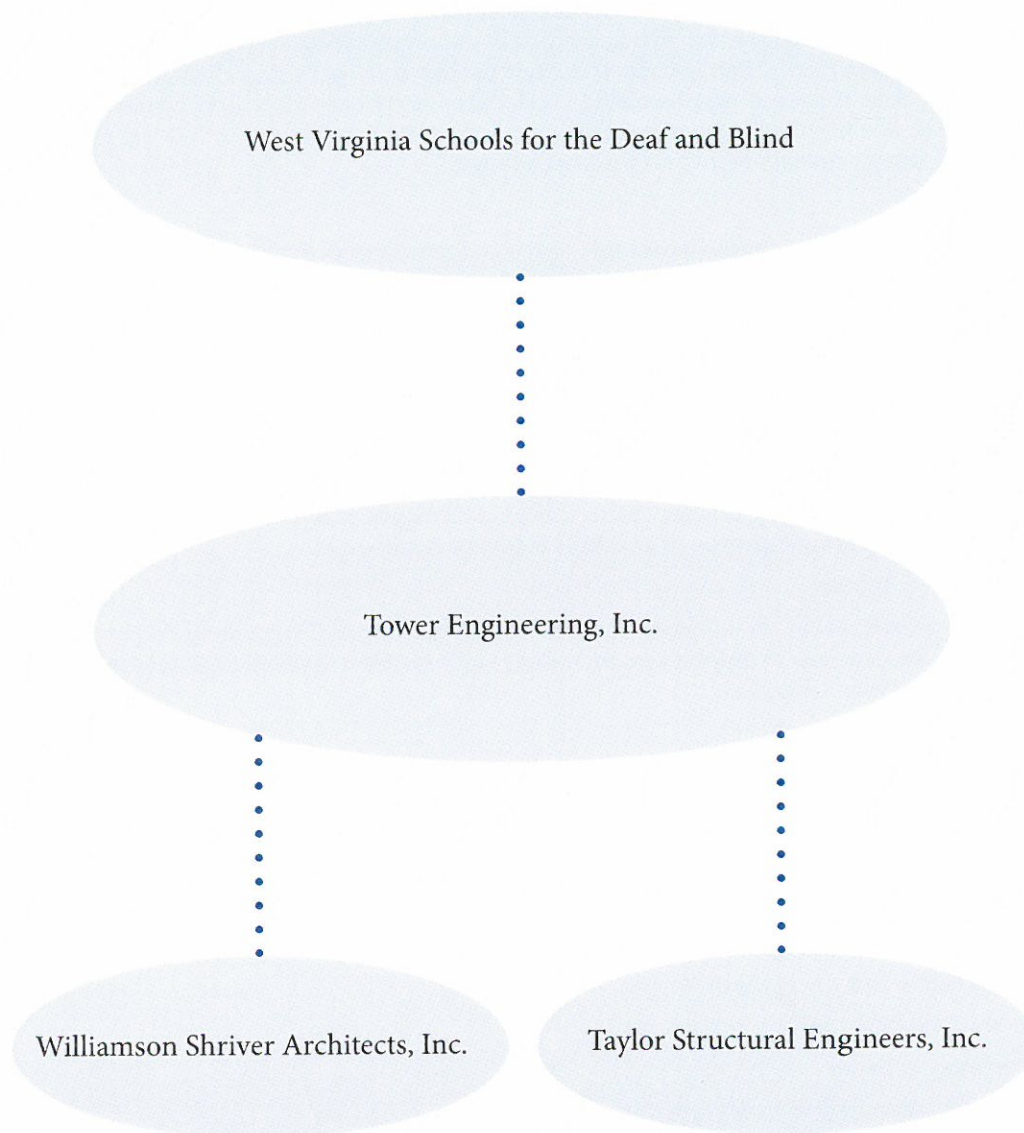 West Virginia Schools for the Deaf and Blind
Tower Engineering, Inc.
Williamson Shriver Architects, Inc.
Taylor Structural Engineers, Inc.